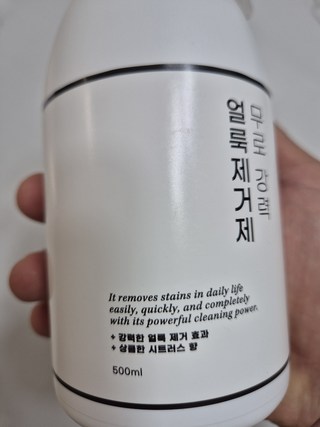 무로 강력
얼룩제거제
It removes stains in daily life
easily, quickly, and completely
with its powerful cleaning power.
+ 강력한 얼룩 제거 효과
+ 상큼한 시트러스 향
500ml